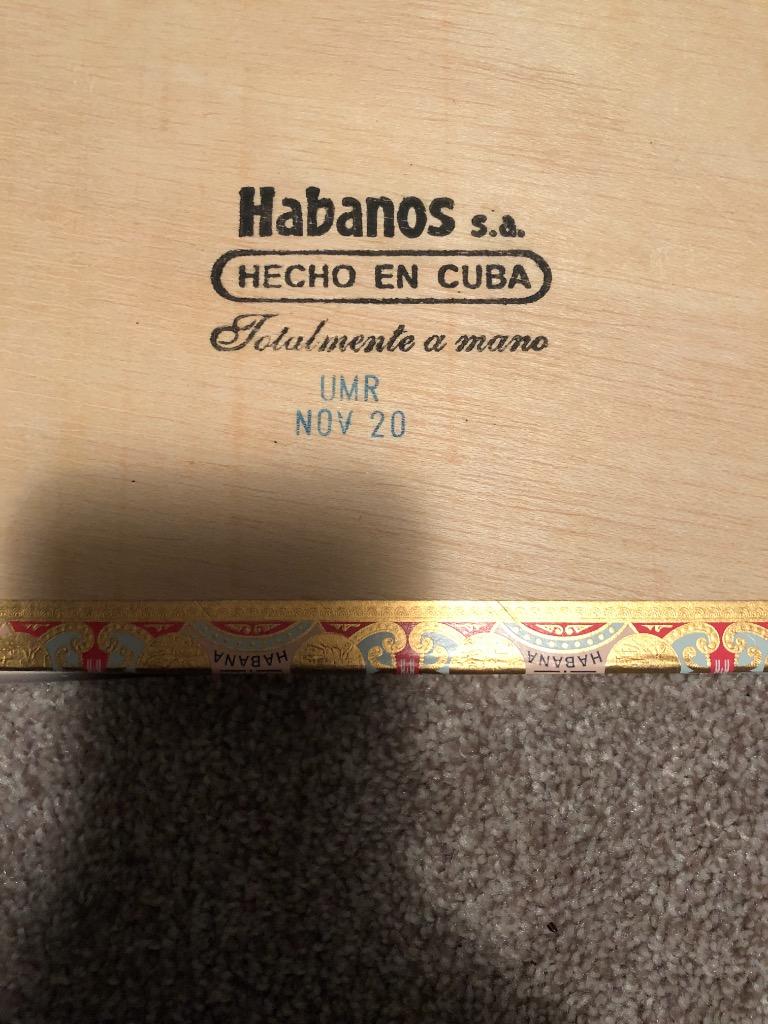 Habanos s.a.
HECHO EN CUBA
Totalmente a mano
UMR
NOV 20
HABANA
HABANA